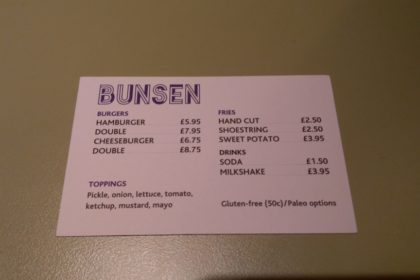 BUNSEN
BURGERS
HAMBURGER £5.95
DOUBLE £7.95
CHEESEBURGER £6.75
DOUBLE £8.75
TOPPINGS
Pickle, onion, lettuce, tomato,
ketchup, mustard, mayo
FRIES
HAND CUT £2.50
SHOESTRING £2.50
SWEET POTATO £3.95
DRINKS
SODA £1.50
MILKSHAKE £3.95
Gluten-free (50c)/Paleo options